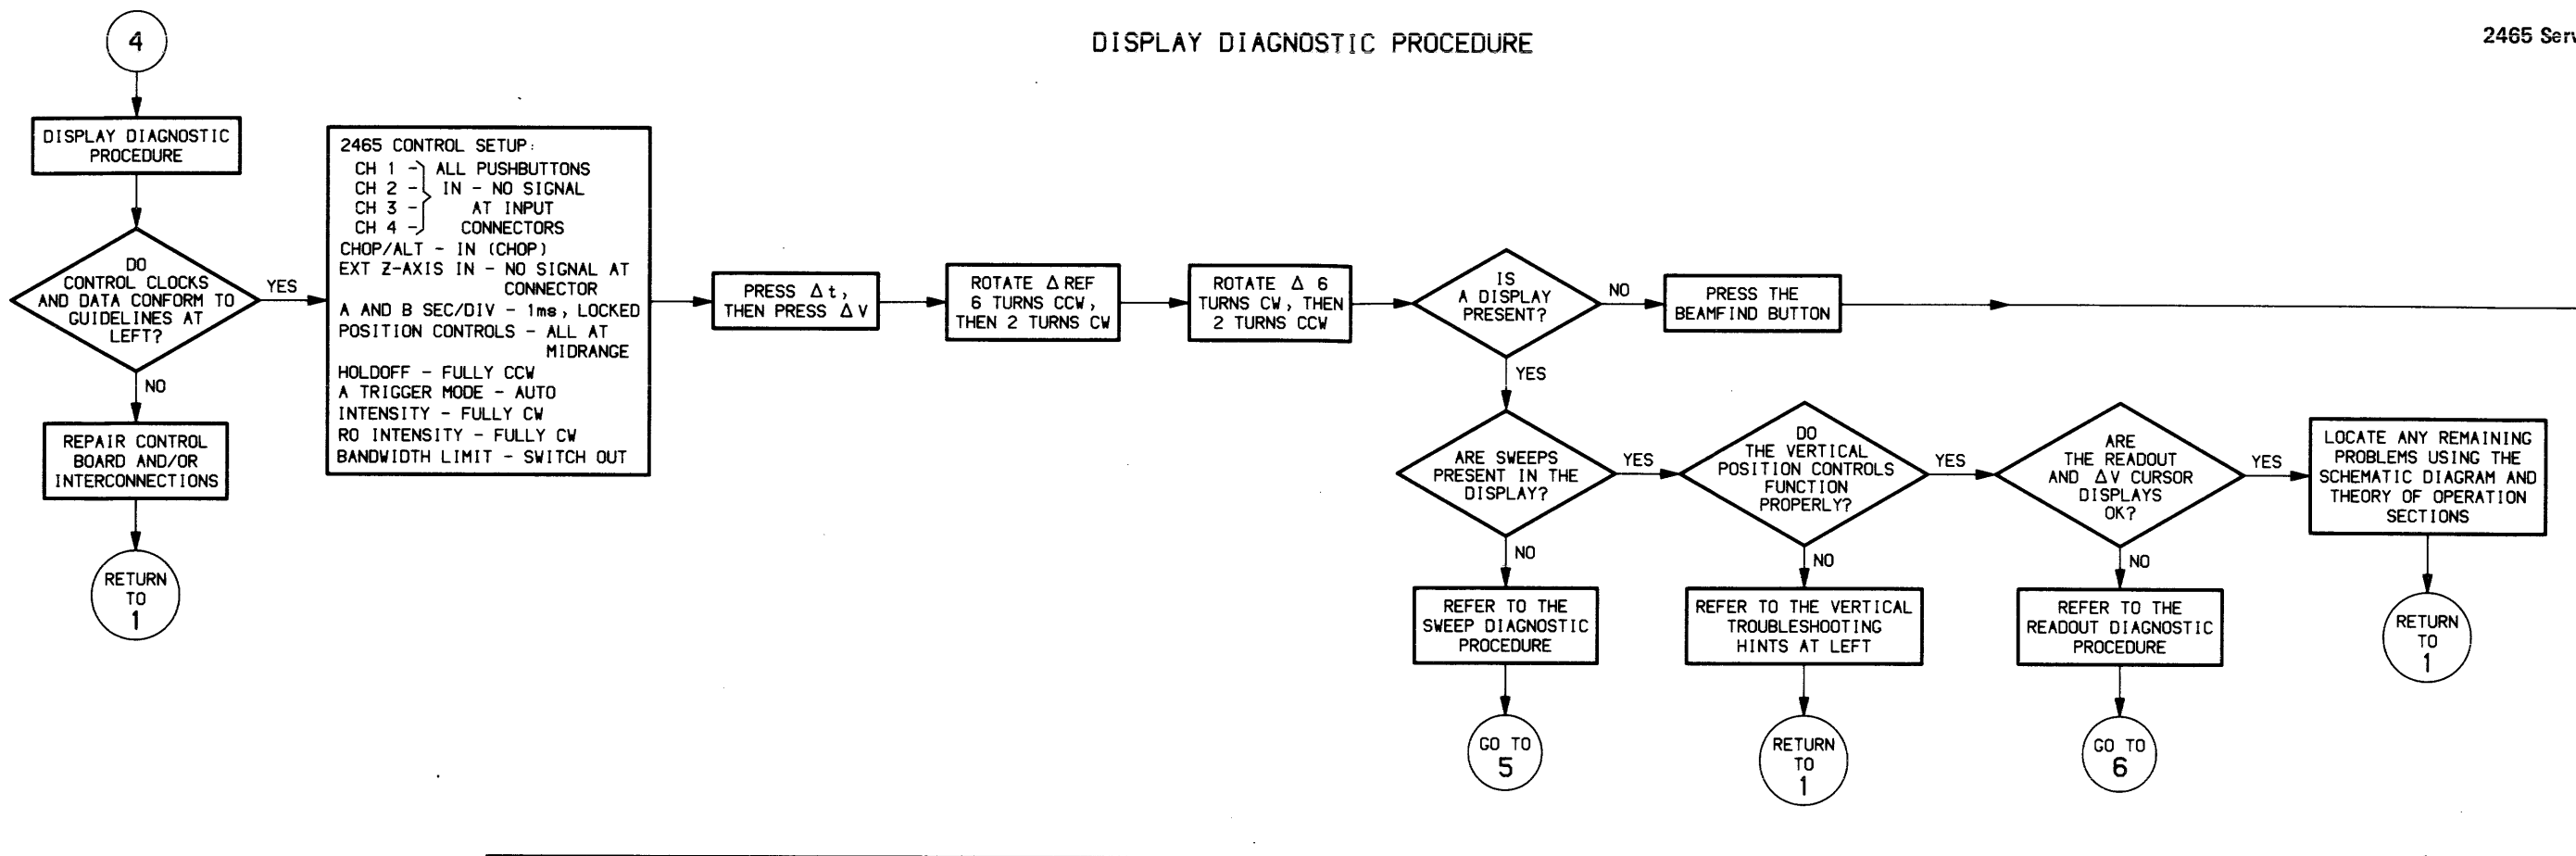 DISPLAY DIAGNOSTIC PROCEDURE
2465 Serv
4
DISPLAY DIAGNOSTIC
PROCEDURE
DO
CONTROL CLOCKS
AND DATA CONFORM TO
GUIDELINES AT
LEFT?
YES
NO
REPAIR CONTROL
BOARD AND/OR
INTERCONNECTIONS
RETURN
TO
1
2465 CONTROL SETUP:
CH 1 - ALL PUSHBUTTONS
CH 2 - IN - NO SIGNAL
CH 3 - AT INPUT
CH 4 - CONNECTORS
CHOP/ALT - IN (CHOP)
EXT Z-AXIS IN - NO SIGNAL AT
CONNECTOR
A AND B SEC/DIV - 1ms, LOCKED
POSITION CONTROLS - ALL AT
MIDRANGE
HOLDOFF - FULLY CCW
A TRIGGER MODE - AUTO
INTENSITY - FULLY CW
RO INTENSITY - FULLY CW
BANDWIDTH LIMIT - SWITCH OUT
PRESS Δt,
THEN PRESS ΔV
ROTATE Δ REF
6 TURNS CCW,
THEN 2 TURNS CW
ROTATE Δ 6
TURNS CW, THEN
2 TURNS CCW
IS
A DISPLAY
PRESENT?
NO
PRESS THE
BEAMFIND BUTTON
YES
ARE SWEEPS
PRESENT IN THE
DISPLAY?
YES
NO
REFER TO THE
SWEEP DIAGNOSTIC
PROCEDURE
GO TO
5
DO
THE VERTICAL
POSITION CONTROLS
FUNCTION
PROPERLY?
YES
NO
REFER TO THE VERTICAL
TROUBLESHOOTING
HINTS AT LEFT
RETURN
TO
1
ARE
THE READOUT
AND ΔV CURSOR
DISPLAYS
OK?
YES
NO
REFER TO THE
READOUT DIAGNOSTIC
PROCEDURE
GO TO
6
LOCATE ANY REMAINING
PROBLEMS USING THE
SCHEMATIC DIAGRAM AND
THEORY OF OPERATION
SECTIONS
RETURN
TO
1